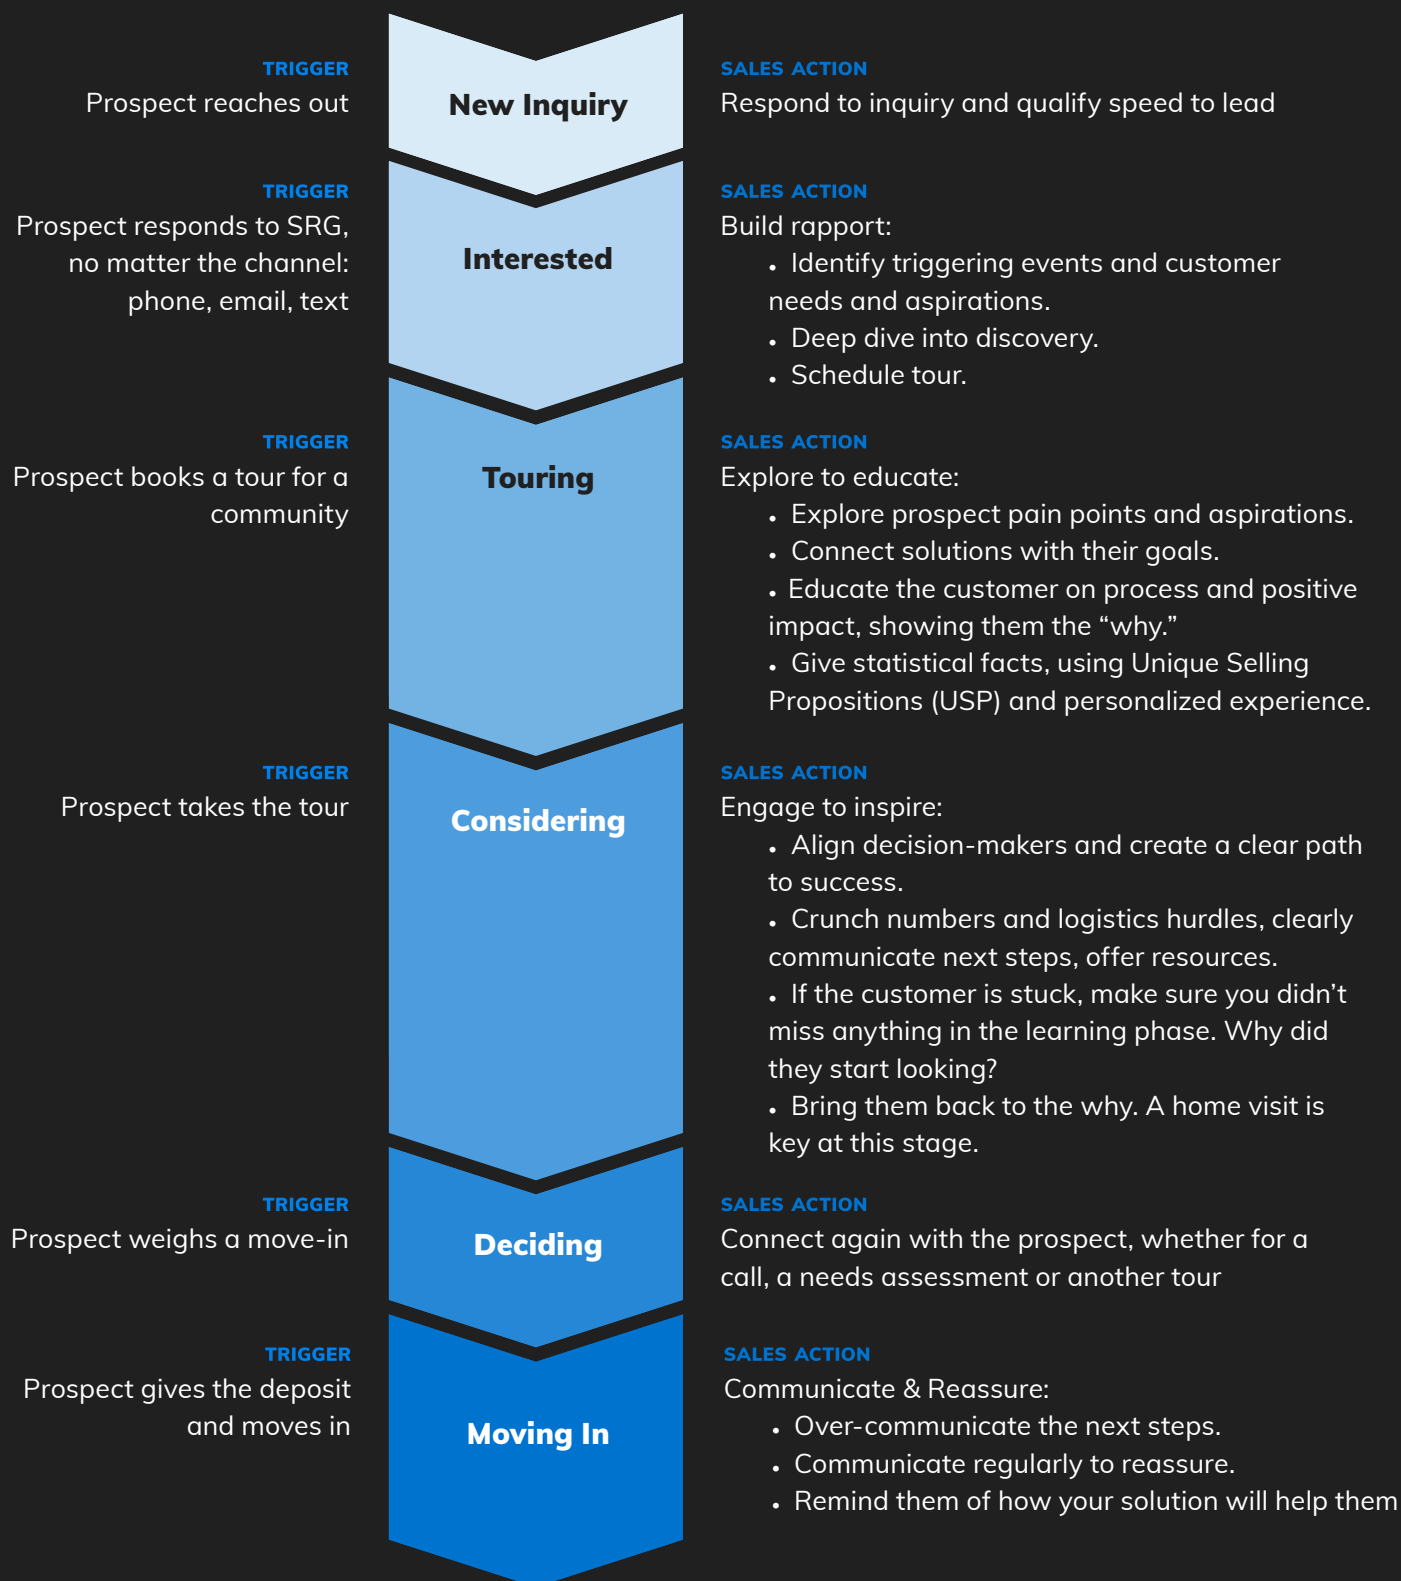 TRIGGER
Prospect reaches out
New Inquiry
SALES ACTION
Respond to inquiry and qualify speed to lead
TRIGGER
Prospect responds to SRG,
no matter the channel:
phone, email, text
Interested
SALES ACTION
Build rapport:
• Identify triggering events and customer
needs and aspirations.
• Deep dive into discovery.
• Schedule tour.
TRIGGER
Prospect books a tour for a
community
Touring
SALES ACTION
Explore to educate:
• Explore prospect pain points and aspirations.
• Connect solutions with their goals.
• Educate the customer on process and positive
impact, showing them the “why.”
• Give statistical facts, using Unique Selling
Propositions (USP) and personalized experience.
TRIGGER
Prospect takes the tour
Considering
SALES ACTION
Engage to inspire:
• Align decision-makers and create a clear path
to success.
• Crunch numbers and logistics hurdles, clearly
communicate next steps, offer resources.
• If the customer is stuck, make sure you didn’t
miss anything in the learning phase. Why did
they start looking?
• Bring them back to the why. A home visit is
key at this stage.
TRIGGER
Prospect weighs a move-in
Deciding
SALES ACTION
Connect again with the prospect, whether for a
call, a needs assessment or another tour
TRIGGER
Prospect gives the deposit
and moves in
Moving In
SALES ACTION
Communicate & Reassure:
• Over-communicate the next steps.
• Communicate regularly to reassure.
• Remind them of how your solution will help them